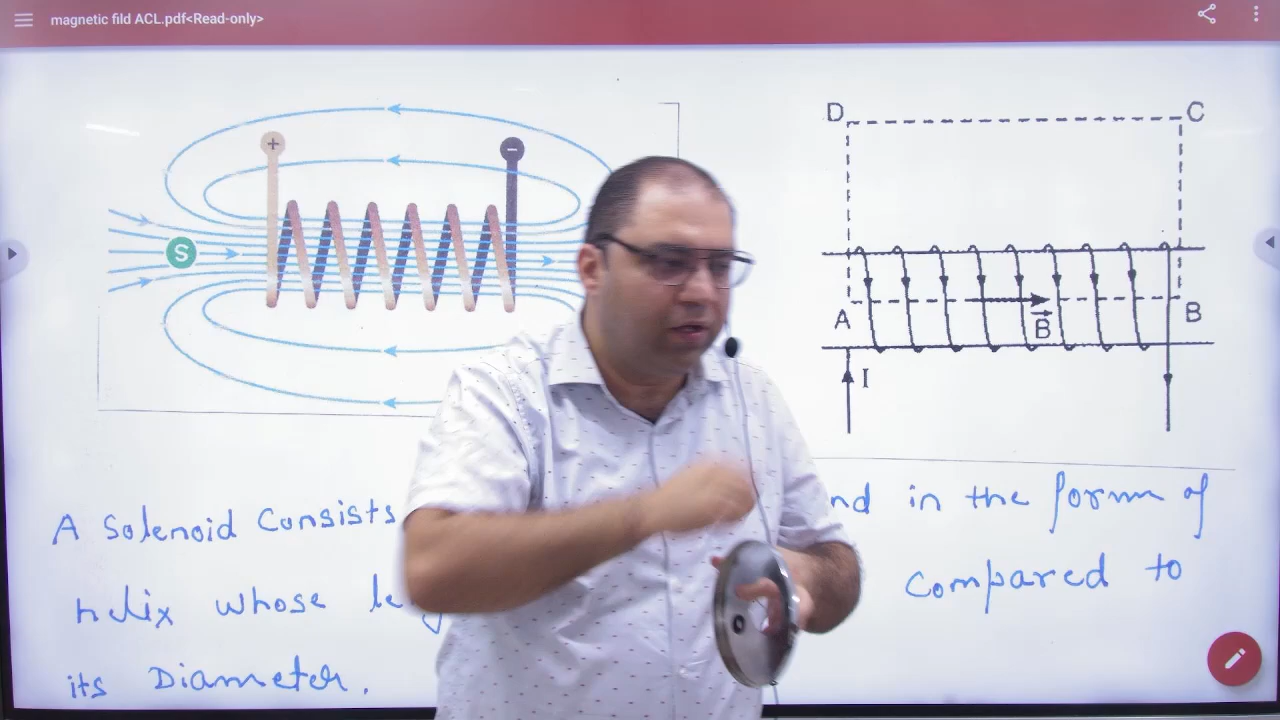 magnetic fild ACL.pdf<Read-only>
+
−
S
D
C
A
B
B
I
A Solenoid Consists nd in the form of
helix whose le Compared to
its Diameter.